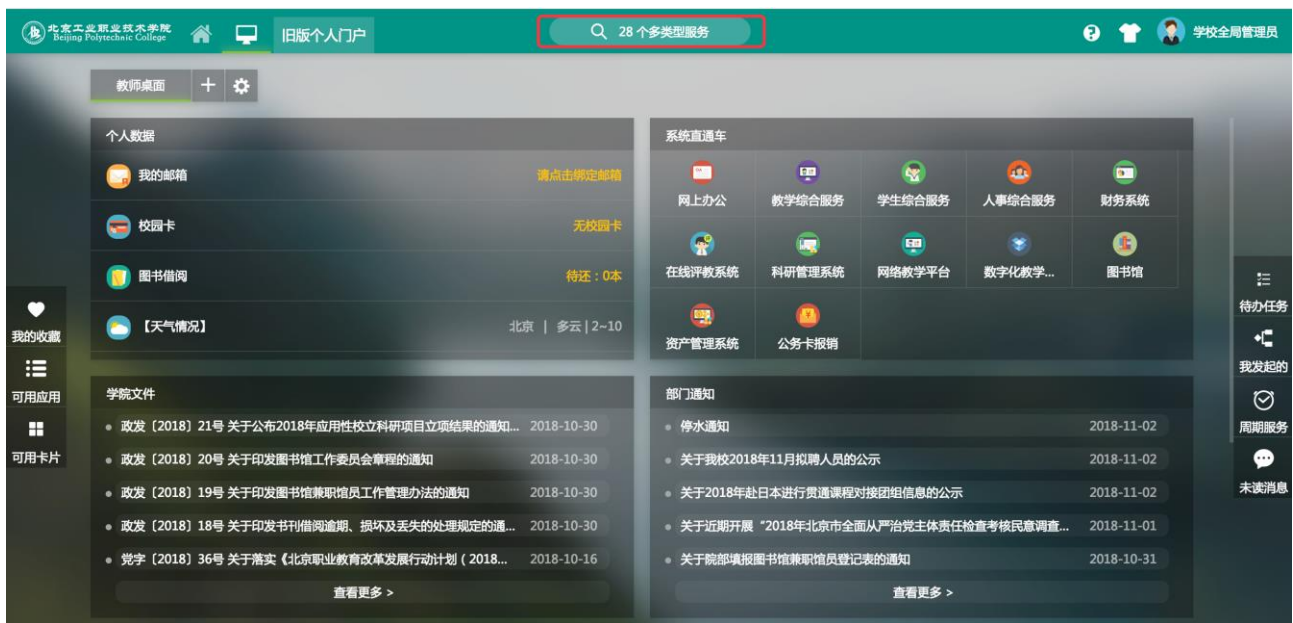 北京工业职业技术学院
Beijing Polytechnic College
旧版个人门户
28 个多类型服务
学校全局管理员
教师桌面
个人数据
我的邮箱 请点击绑定邮箱
校园卡 无校园卡
图书借阅 待还：0本
【天气情况】 北京 | 多云 | 2~10
系统直通车
网上办公 教学综合服务 学生综合服务 人事综合服务 财务系统
在线评教系统 科研管理系统 网络教学平台 数字化教学... 图书馆
资产管理系统 公务卡报销
我的收藏
可用应用
可用卡片
学院文件
政发〔2018〕21号 关于公布2018年应用性校立科研项目立项结果的通知... 2018-10-30
政发〔2018〕20号 关于印发图书馆工作委员会章程的通知 2018-10-30
政发〔2018〕19号 关于印发图书馆兼职馆员工作管理办法的通知 2018-10-30
政发〔2018〕18号 关于印发书刊借阅逾期、损坏及丢失的处理规定的通... 2018-10-30
党字〔2018〕36号 关于落实《北京职业教育改革发展行动计划（2018... 2018-10-16
查看更多 >
部门通知
停水通知 2018-11-02
关于我校2018年11月拟聘人员的公示 2018-11-02
关于2018年赴日本进行贯通课程对接团组信息的公示 2018-11-02
关于近期开展“2018年北京市全面从严治党主体责任检查考核民意调查... 2018-11-01
关于院部填报图书馆兼职馆员登记表的通知 2018-10-31
查看更多 >
待办任务
我发起的
周期服务
未读消息